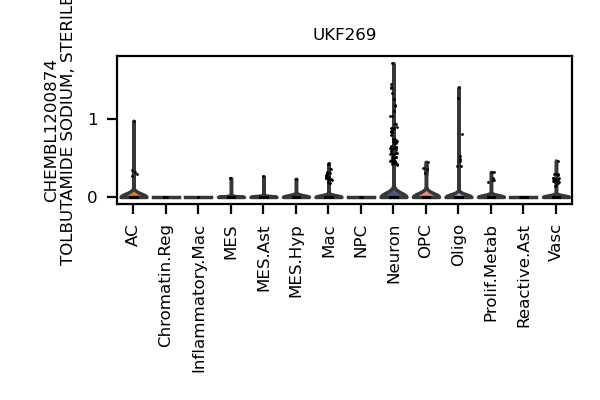 UKF269
CHEMBL1200874
TOLBUTAMIDE SODIUM, STERILE
1
0
AC
Chromatin.Reg
Inflammatory.Mac
MES
MES.Ast
MES.Hyp
Mac
NPC
Neuron
OPC
Oligo
Prolif.Metab
Reactive.Ast
Vasc